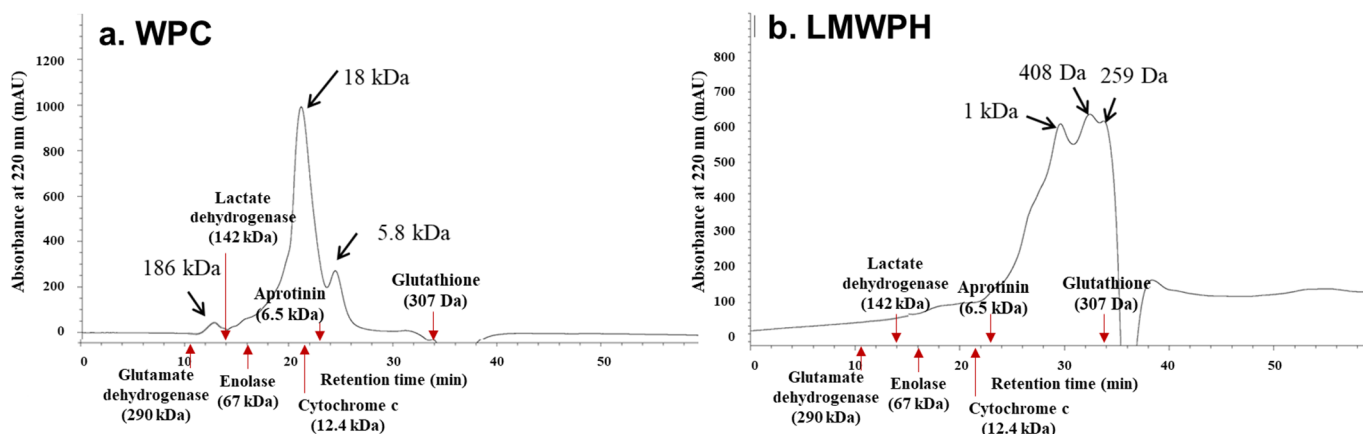 a. WPC
Absorbance at 220 nm (mAU)
1200
1000
800
600
400
200
0
18 kDa
Lactate
dehydrogenase
(142 kDa)
5.8 kDa
186 kDa
Aprotinin
(6.5 kDa)
Glutathione
(307 Da)
0
10
20
30
40
50
Retention time (min)
Glutamate
dehydrogenase
(290 kDa)
Enolase
(67 kDa)
Cytochrome c
(12.4 kDa)
b. LMWPH
Absorbance at 220 nm (mAU)
800
700
600
500
400
300
200
100
0
408 Da
259 Da
1 kDa
Lactate
dehydrogenase
(142 kDa)
Aprotinin
(6.5 kDa)
Glutathione
(307 Da)
0
10
20
30
40
50
Retention time (min)
Glutamate
dehydrogenase
(290 kDa)
Enolase
(67 kDa)
Cytochrome c
(12.4 kDa)